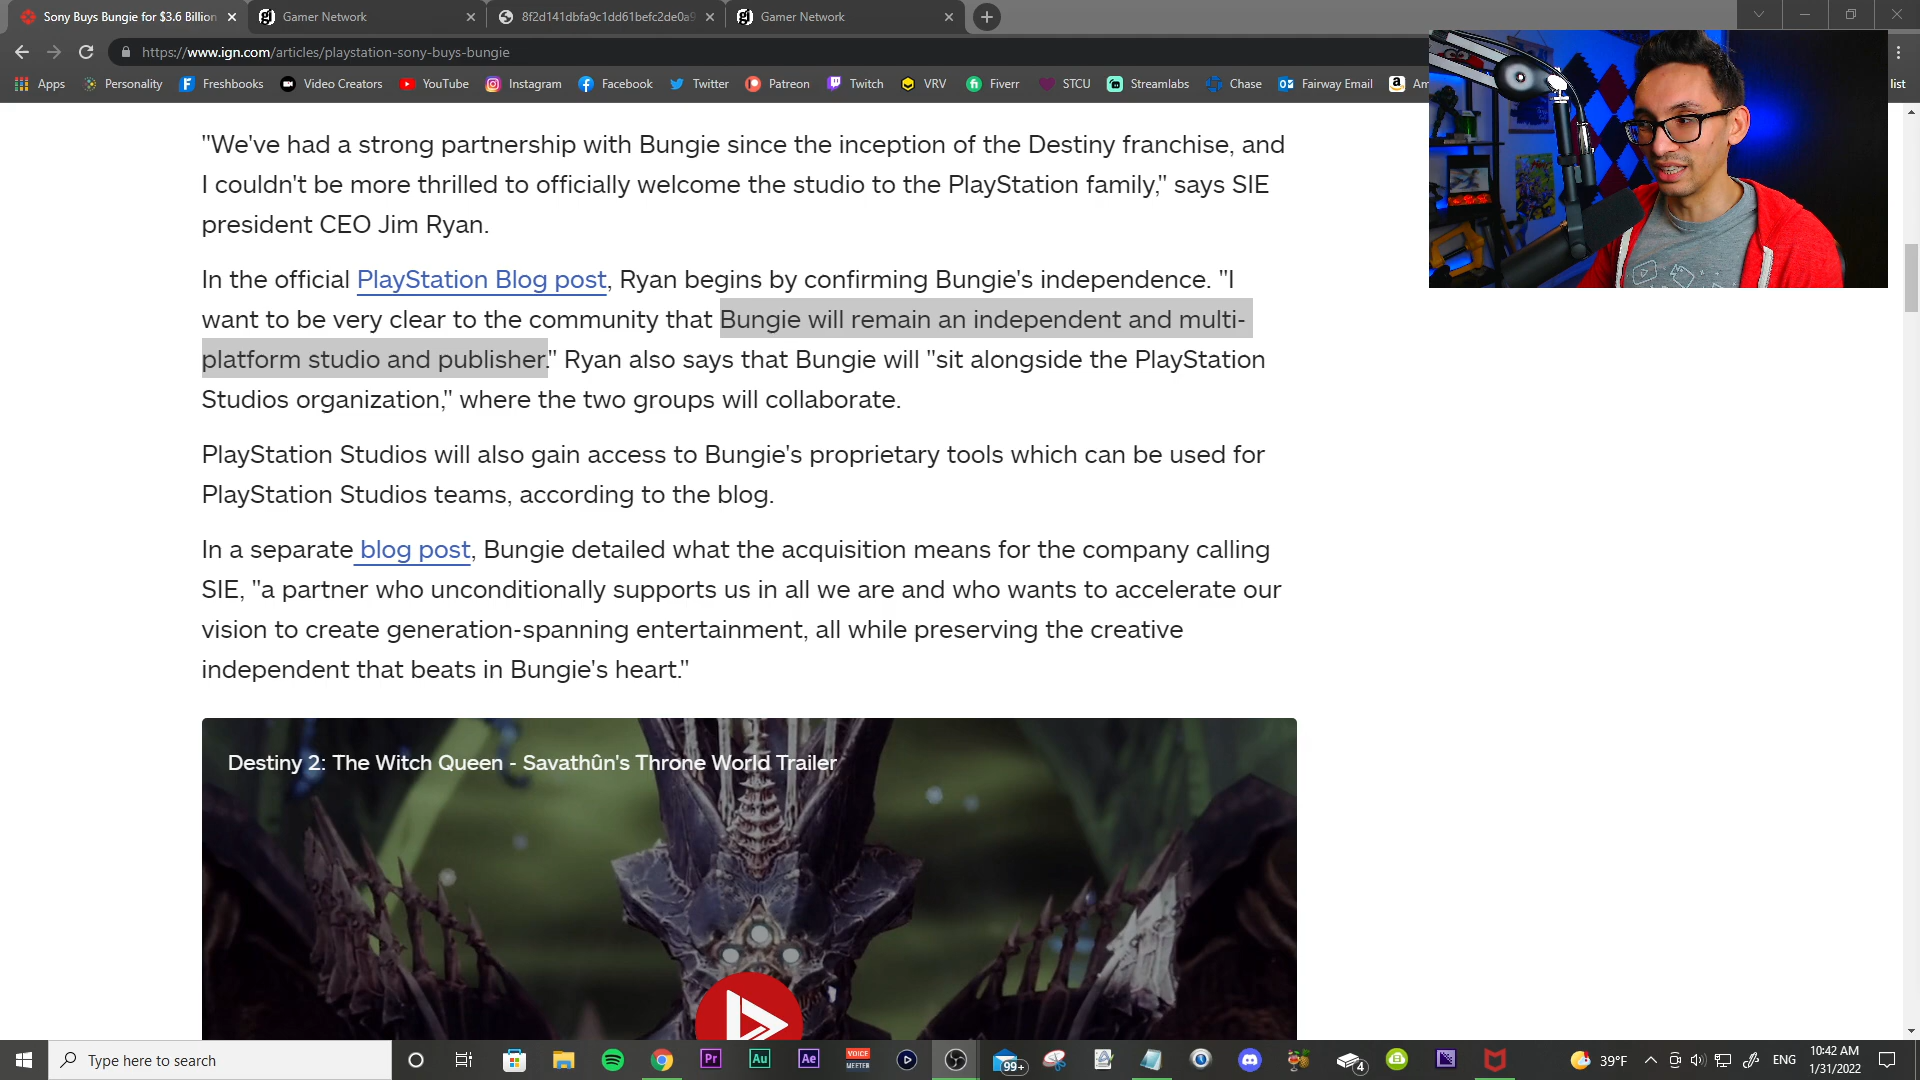 Sony Buys Bungie for $3.6 Billion
Gamer Network
8f2d141dbfa9c1dd61befc2de0a9
Gamer Network
https://www.ign.com/articles/playstation-sony-buys-bungie
Apps Personality Freshbooks Video Creators YouTube Instagram Facebook Twitter Patreon Twitch VRV Fiverr STCU Streamlabs Chase Fairway Email Am list
"We've had a strong partnership with Bungie since the inception of the Destiny franchise, and
I couldn't be more thrilled to officially welcome the studio to the PlayStation family," says SIE
president CEO Jim Ryan.
In the official PlayStation Blog post, Ryan begins by confirming Bungie's independence. "I
want to be very clear to the community that Bungie will remain an independent and multi-
platform studio and publisher." Ryan also says that Bungie will "sit alongside the PlayStation
Studios organization," where the two groups will collaborate.
PlayStation Studios will also gain access to Bungie's proprietary tools which can be used for
PlayStation Studios teams, according to the blog.
In a separate blog post, Bungie detailed what the acquisition means for the company calling
SIE, "a partner who unconditionally supports us in all we are and who wants to accelerate our
vision to create generation-spanning entertainment, all while preserving the creative
independent that beats in Bungie's heart."
Destiny 2: The Witch Queen - Savathûn's Throne World Trailer
Type here to search
Pr
Au
Ae
VOICE
MEETER
99+
4
39°F
ENG
10:42 AM
1/31/2022